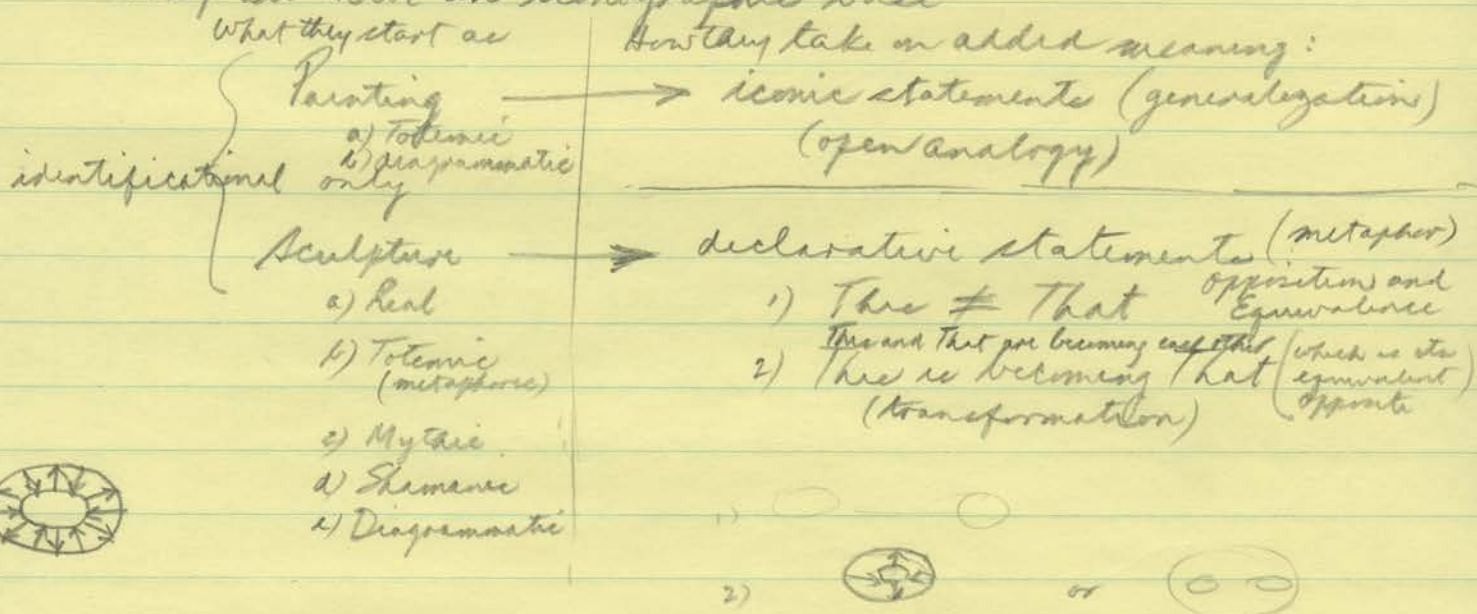 What they start as
How they take on added meaning:
identificational only
Painting → iconic statements (generalization)
a) Totemic
b) diagrammatic
(open analogy)
Sculpture → declarative statements (metaphor)
opposition and
Equivalence
a) Real
1) This ≠ That
This and That are becoming each other
b) Totemic
(metaphoric)
2) This is becoming That (which is its
equivalent
opposite)
(transformation)
c) Mythic
d) Shamanic
e) Diagrammatic
1)
2) or